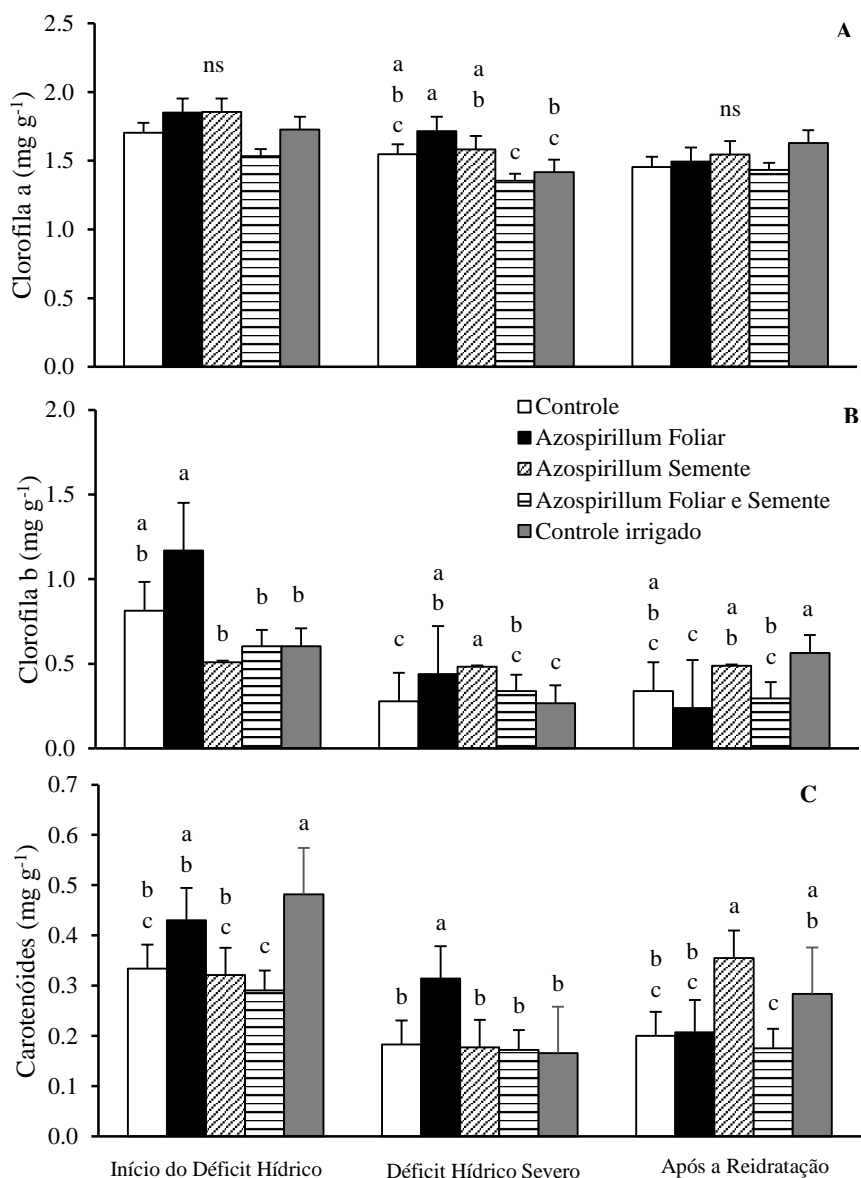 A
Clorofila a (mg g-1)
2.5
2.0
1.5
1.0
0.5
0.0
ns
a
b
c
a
a
b
c
b
c
ns
B
Clorofila b (mg g-1)
2.0
1.5
1.0
0.5
0.0
Controle
Azospirillum Foliar
Azospirillum Semente
Azospirillum Foliar e Semente
Controle irrigado
a
b
a
b
b
b
c
a
b
a
b
c
c
a
b
c
c
a
b
b
c
a
C
Carotenóides (mg g-1)
0.7
0.6
0.5
0.4
0.3
0.2
0.1
0.0
b
c
a
b
b
c
c
a
b
a
b
b
b
b
c
b
c
a
c
a
b
Início do Déficit Hídrico
Déficit Hídrico Severo
Após a Reidratação